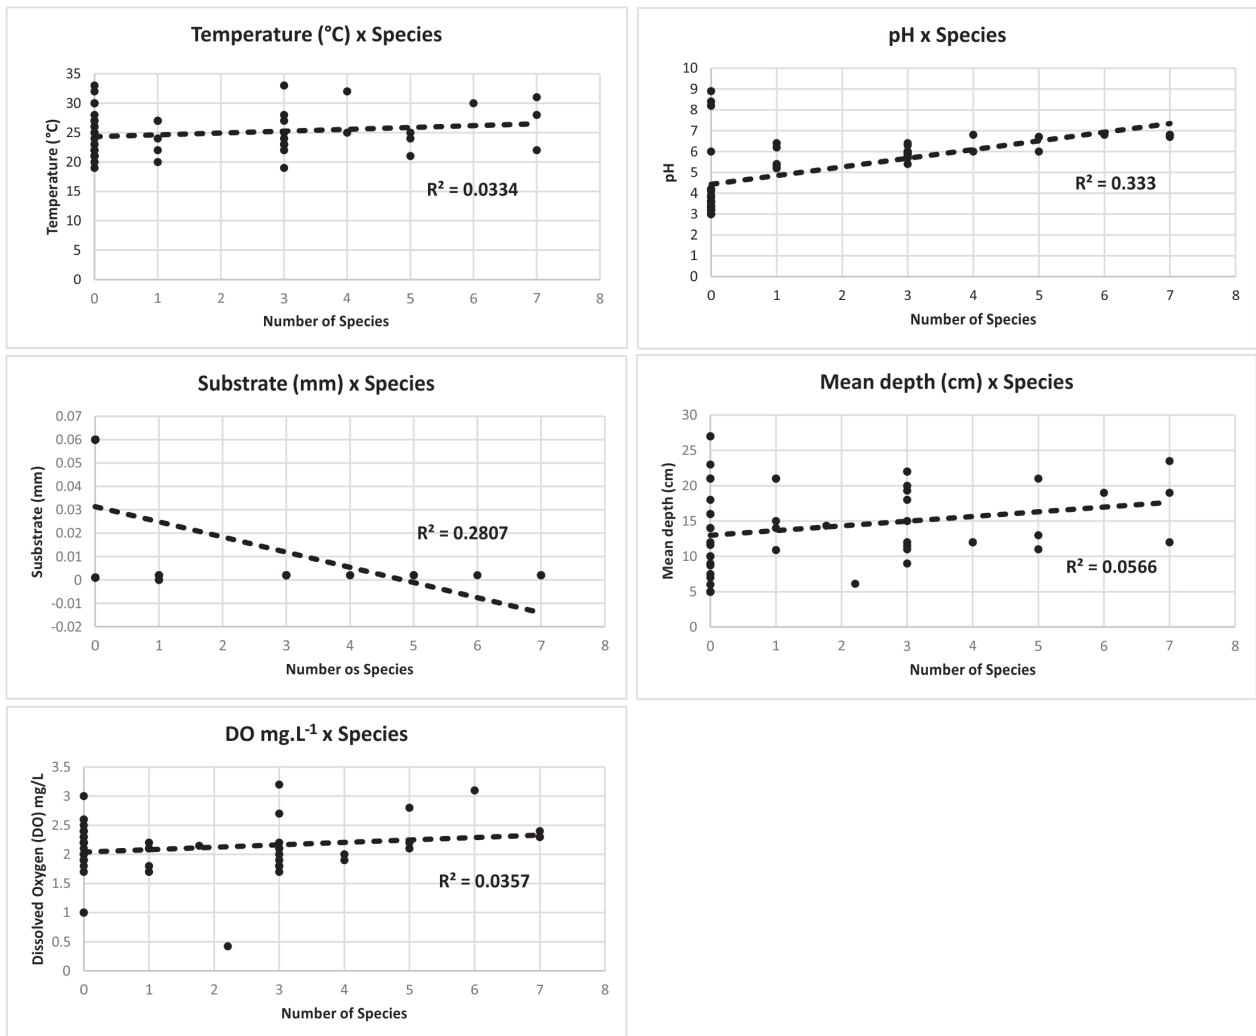 Temperature (°C) x Species
35
30
25
20
15
10
5
0
Temperature (°C)
R² = 0.0334
0 1 2 3 4 5 6 7 8
Number of Species
pH x Species
10
9
8
7
6
5
4
3
2
1
0
pH
R² = 0.333
0 1 2 3 4 5 6 7 8
Number of Species
Substrate (mm) x Species
0.07
0.06
0.05
0.04
0.03
0.02
0.01
0
-0.01
-0.02
Susbstrate (mm)
R² = 0.2807
0 1 2 3 4 5 6 7 8
Number os Species
Mean depth (cm) x Species
30
25
20
15
10
5
0
Mean depth (cm)
R² = 0.0566
0 1 2 3 4 5 6 7 8
Number of Species
DO mg.L⁻¹ x Species
3.5
3
2.5
2
1.5
1
0.5
0
Dissolved Oxygen (DO) mg/L
R² = 0.0357
0 1 2 3 4 5 6 7 8
Number of Species